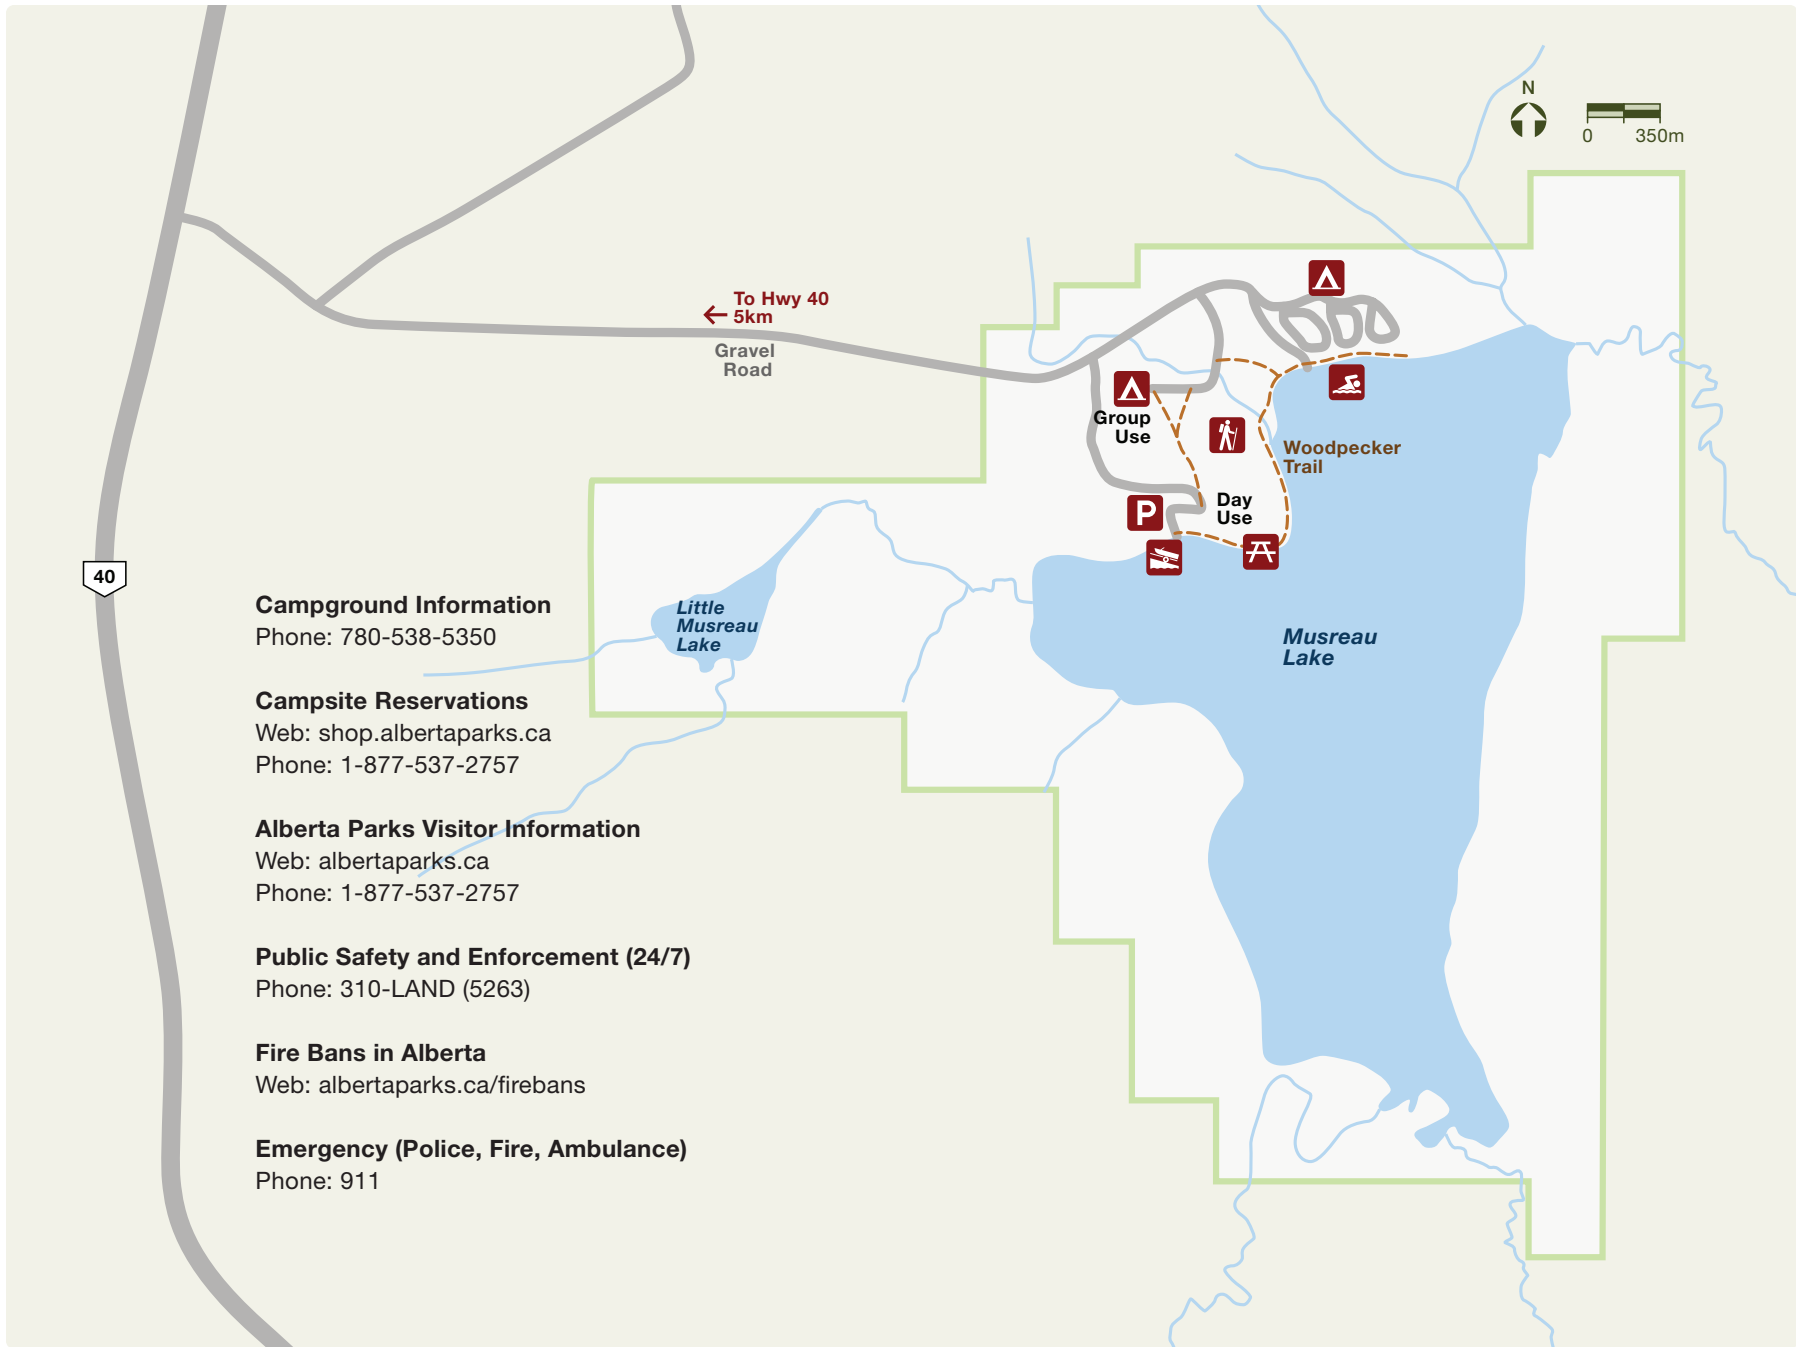 N
0 350m
To Hwy 40
5km
Gravel
Road
Group
Use
Woodpecker
Trail
P
Day
Use
40
Little
Musreau
Lake
Musreau
Lake
Campground Information
Phone: 780-538-5350
Campsite Reservations
Web: shop.albertaparks.ca
Phone: 1-877-537-2757
Alberta Parks Visitor Information
Web: albertaparks.ca
Phone: 1-877-537-2757
Public Safety and Enforcement (24/7)
Phone: 310-LAND (5263)
Fire Bans in Alberta
Web: albertaparks.ca/firebans
Emergency (Police, Fire, Ambulance)
Phone: 911